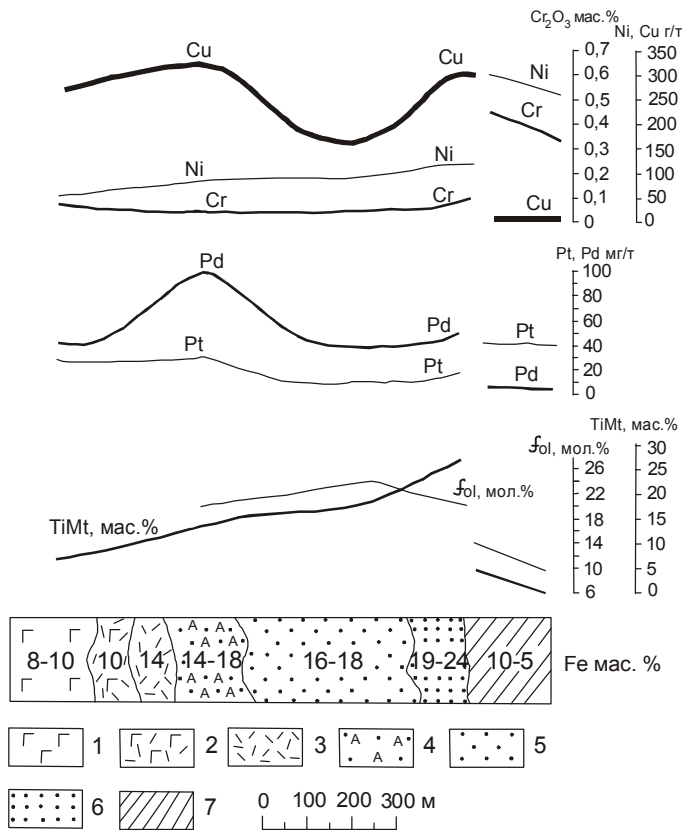 Cr2O3 мас.%
Ni, Cu г/т
Cu
Cu
Ni
Cr
Ni
Ni
Cr
Cr
Cu
0,7
0,6
0,5
0,4
0,3
0,2
0,1
0
350
300
250
200
150
100
50
0
Pt, Pd мг/т
Pd
Pd
Pt
Pt
Pt
Pd
100
80
60
40
20
0
TiMt, мас.%
fol, мол.%
fol, мол.%
TiMt, мас.%
26
22
18
14
10
6
30
25
20
15
10
5
0
8-10 10 14 14-18 16-18 19-24 10-5 Fe мас. %
A A
A A
A A
A A
1 2 3 A A A 4 5
6 7 0 100 200 300 м